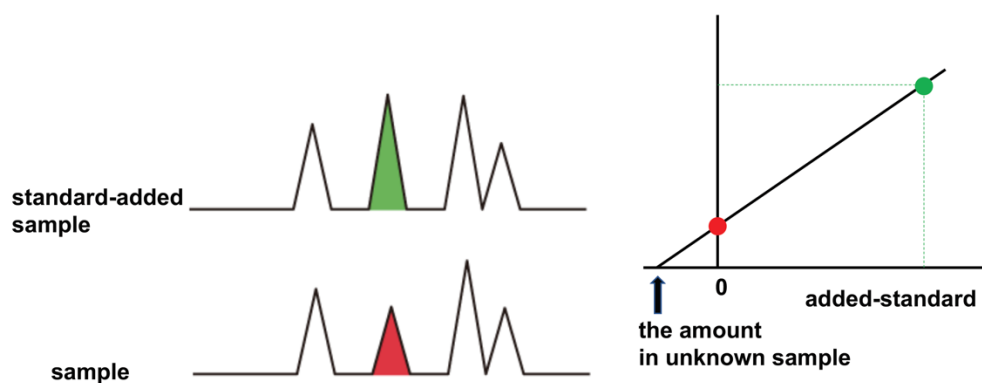 standard-added
sample
sample
0
added-standard
the amount
in unknown sample